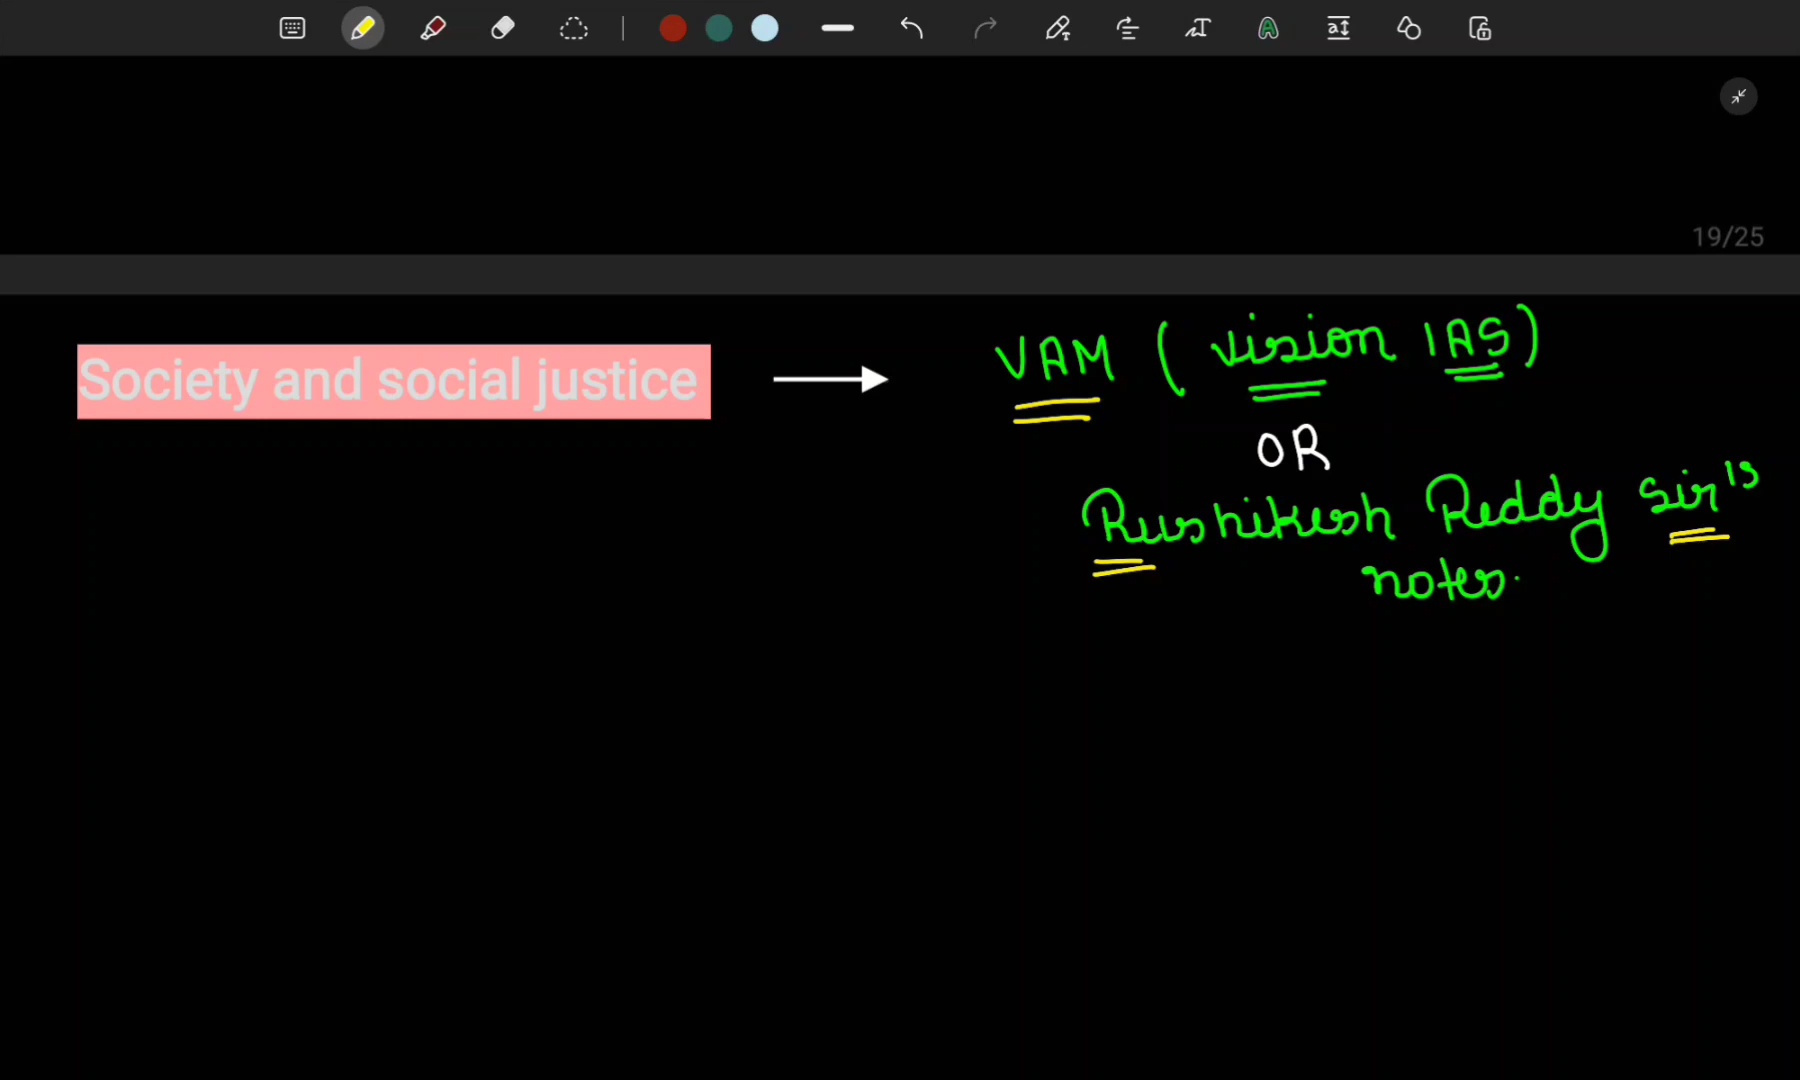 19/25
Society and social justice
VAM (vision IAS)
OR
Rushikesh Reddy sir's
notes.